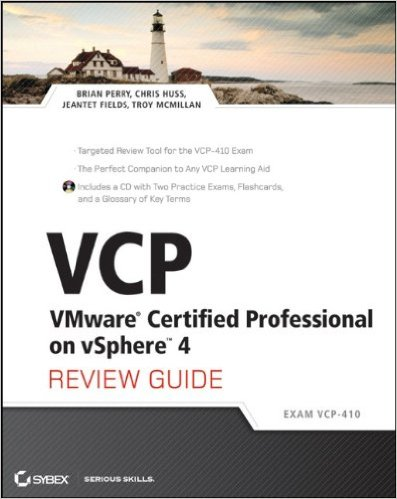 BRIAN PERRY, CHRIS HUSS,
JEANTET FIELDS, TROY MCMILLAN
· Targeted Review Tool for the VCP-410 Exam
· The Perfect Companion to Any VCP Learning Aid
Includes a CD with Two Practice Exams, Flashcards,
and a Glossary of Key Terms
VCP
VMware® Certified Professional
on vSphere™ 4
REVIEW GUIDE
EXAM VCP-410
SYBEX
SERIOUS SKILLS.